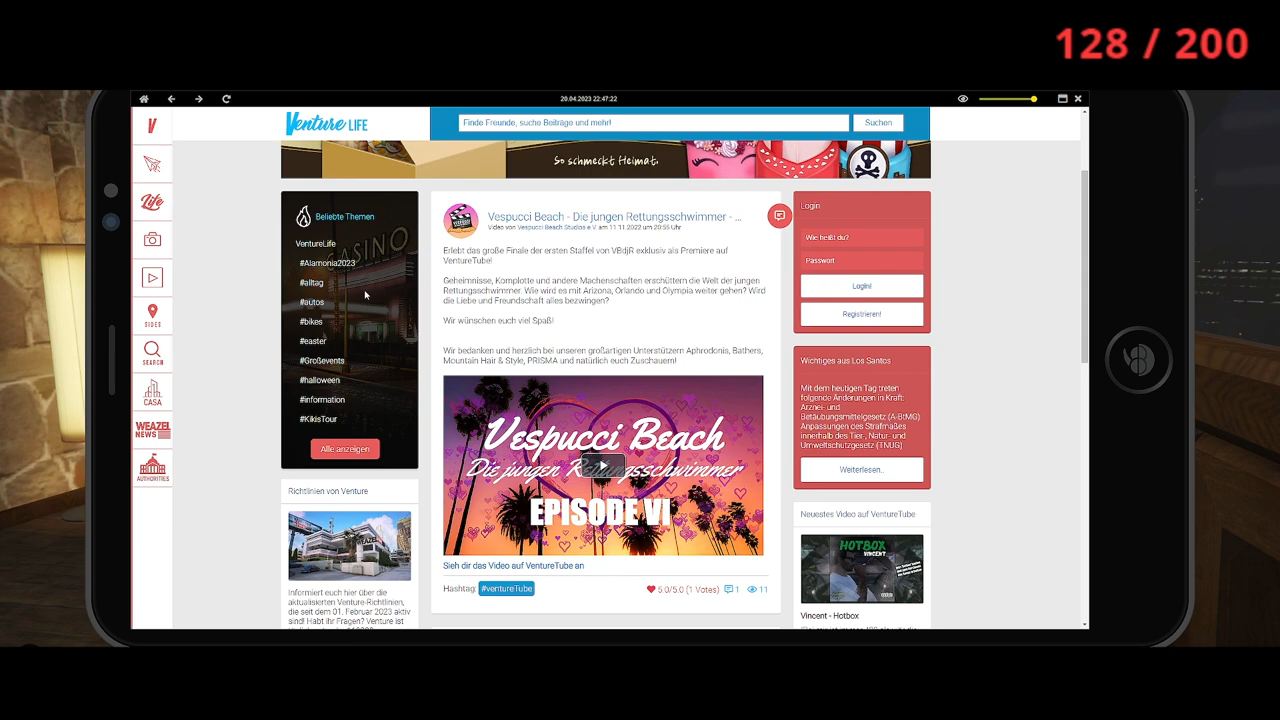 128 / 200
20.04.2023 22:47:22
V
Venture LIFE
Finde Freunde, suche Beiträge und mehr!
Suchen
Life
SIDES
SEARCH
CASA
WEAZEL
NEWS
AUTHORITIES
So schmeckt Heimat.
Beliebte Themen
VentureLife
#Alamonia2023
#alltag
#autos
#bikes
#easter
#Großevents
#halloween
#information
#KikisTour
Alle anzeigen
CASINO
Richtlinien von Venture
WEAZEL
Informiert euch hier über die
aktualisierten Venture-Richtlinien,
die seit dem 01. Februar 2023 aktiv
sind! Habt ihr Fragen? Venture ist
Vespucci Beach - Die jungen Rettungsschwimmer - ...
Video von Vespucci Beach Studios e.V. am 11.11.2022 um 20:55 Uhr.
Erlebt das große Finale der ersten Staffel von VBdjR exklusiv als Premiere auf
VentureTube!
Geheimnisse, Komplotte und andere Machenschaften erschüttern die Welt der jungen
Rettungsschwimmer. Wie wird es mit Arizona, Orlando und Olympia weiter gehen? Wird
die Liebe und Freundschaft alles bezwingen?
Wir wünschen euch viel Spaß!
Wir bedanken und herzlich bei unseren großartigen Unterstützern Aphrodonis, Bathers,
Mountain Hair & Style, PRISMA und natürlich euch Zuschauern!
Vespucci Beach
Die jungen Rettungsschwimmer
EPISODE VI
Sieh dir das Video auf VentureTube an
Hashtag: #ventureTube
5.0/5.0 (1 Votes) 1 11
Login
Wie heißt du?
Passwort
Login!
Registrieren!
Wichtiges aus Los Santos
Mit dem heutigen Tag treten
folgende Änderungen in Kraft:
Arznei- und
Betäubungsmittelgesetz (A-BtMG)
Anpassungen des Strafmaßes
innerhalb des Tier-, Natur- und
Umweltschutzgesetz (TNUG)
Weiterlesen..
Neuestes Video auf VentureTube
HOTBOX
VINCENT
Vincent - Hotbox